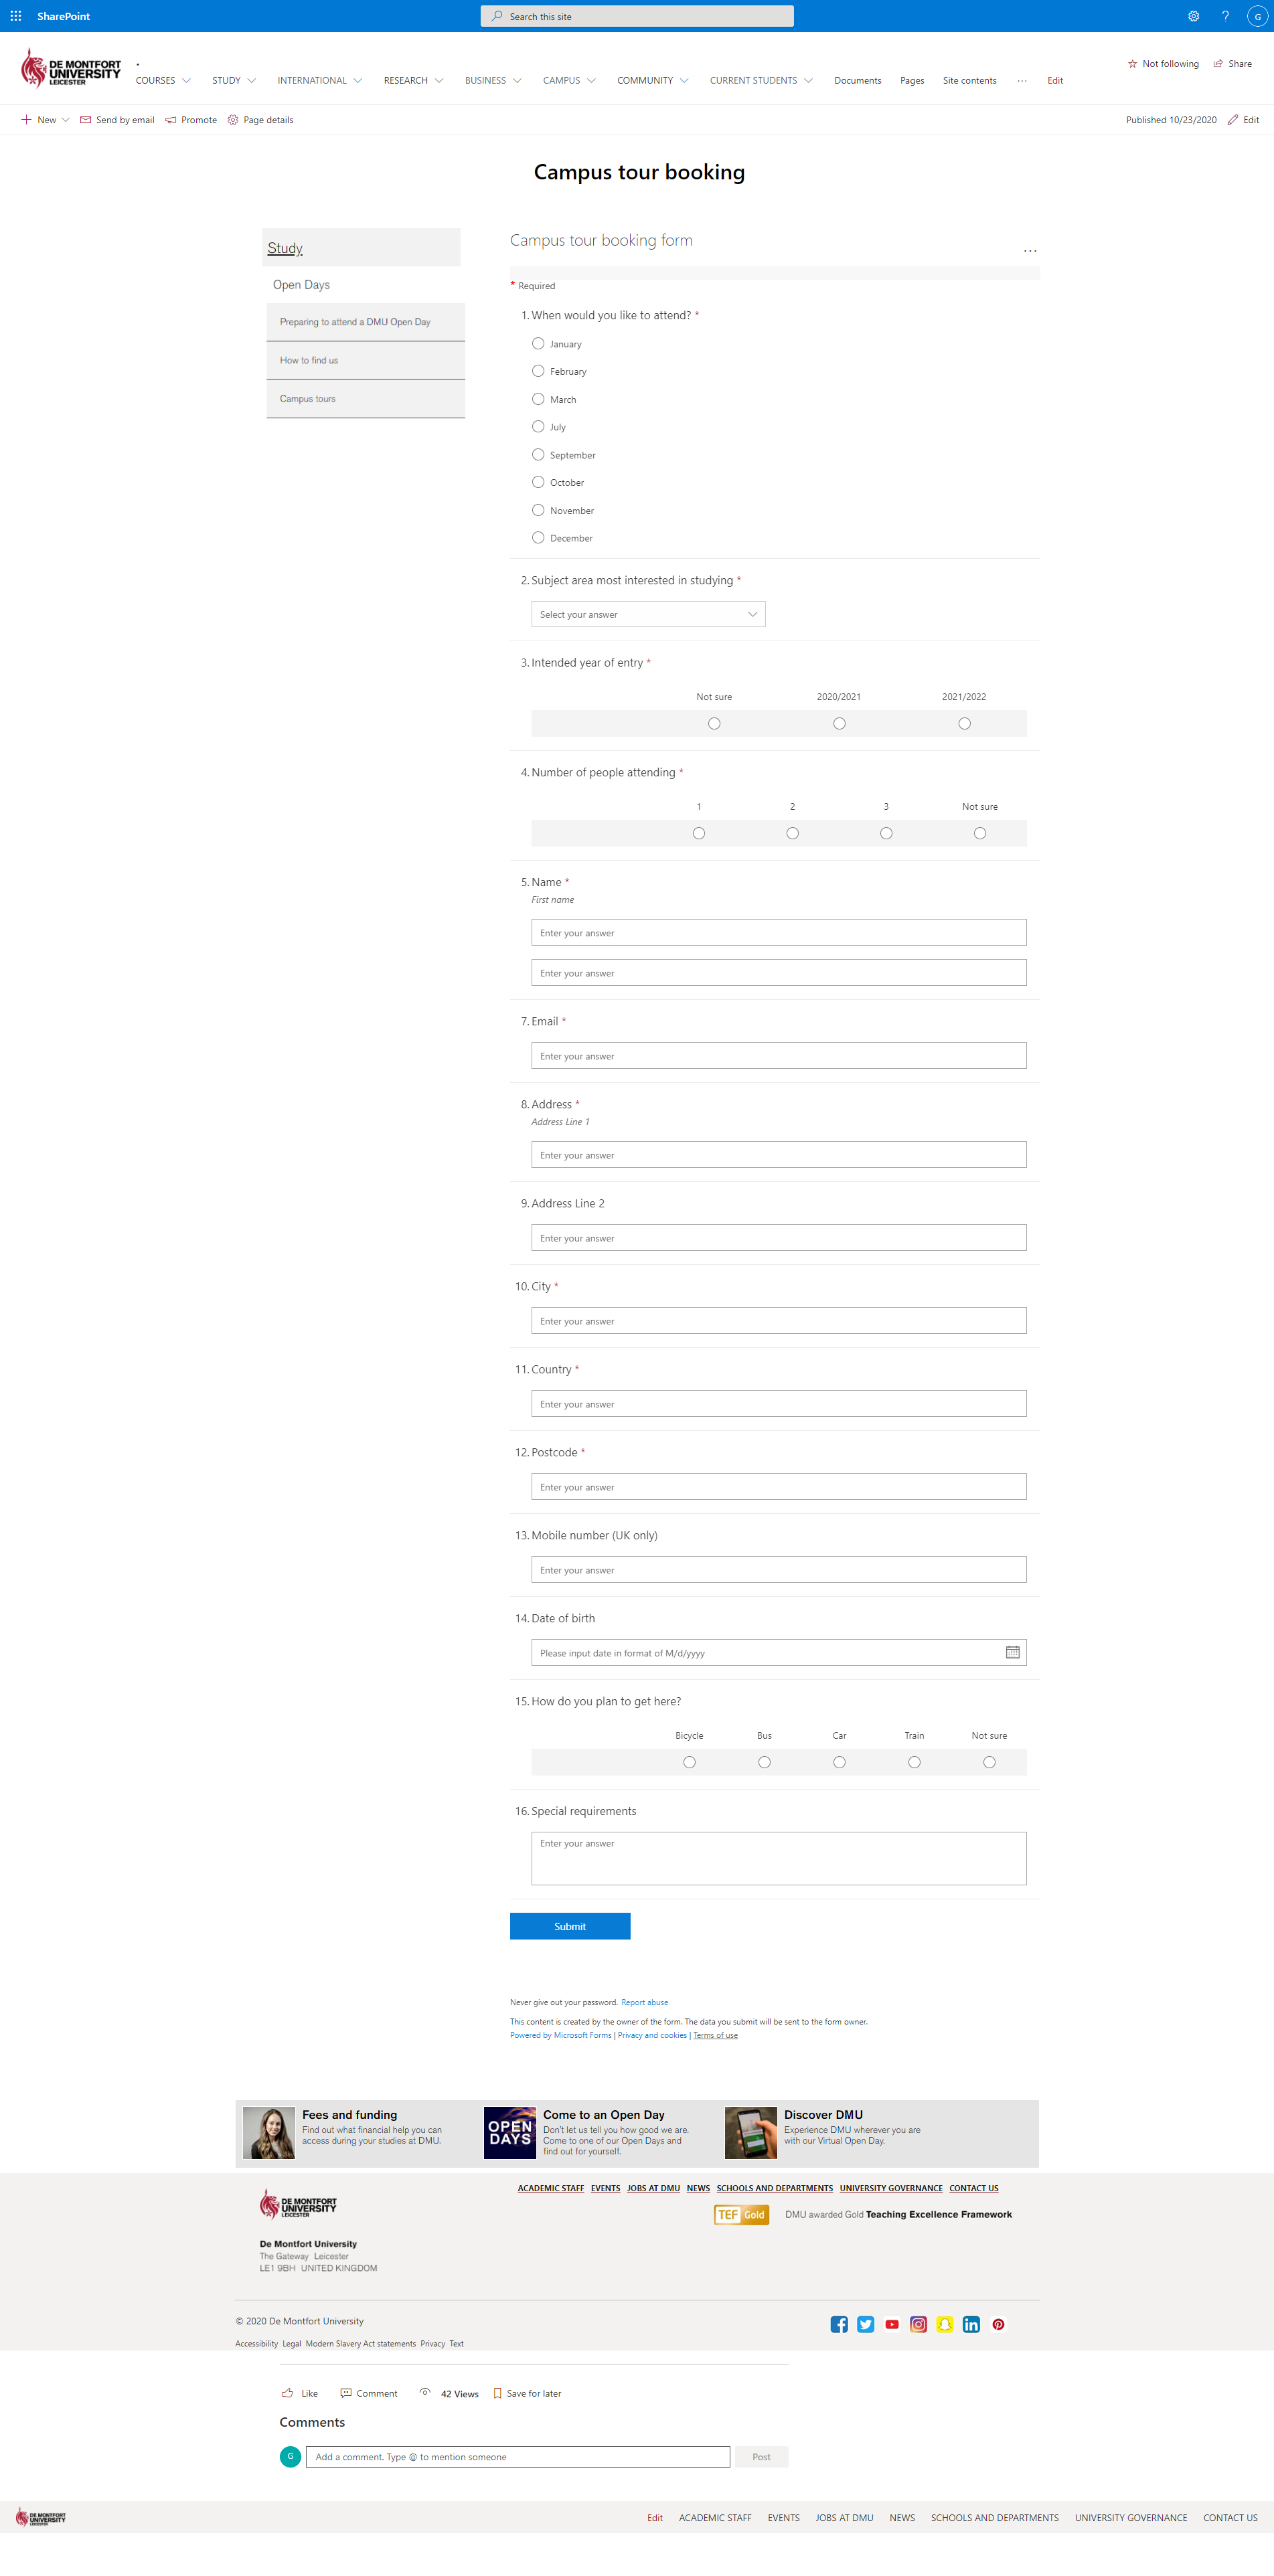 SharePoint
Search this site
G
DE MONTFORT
UNIVERSITY
LEICESTER
.
COURSES
STUDY
INTERNATIONAL
RESEARCH
BUSINESS
CAMPUS
COMMUNITY
CURRENT STUDENTS
Documents
Pages
Site contents
...
Edit
Not following
Share
New
Send by email
Promote
Page details
Published 10/23/2020
Edit
Campus tour booking
Study
Open Days
Preparing to attend a DMU Open Day
How to find us
Campus tours
Campus tour booking form
...
* Required
1. When would you like to attend? *
January
February
March
July
September
October
November
December
2. Subject area most interested in studying *
Select your answer
3. Intended year of entry *
Not sure 2020/2021 2021/2022
4. Number of people attending *
1 2 3 Not sure
5. Name *
First name
Enter your answer
Enter your answer
7. Email *
Enter your answer
8. Address *
Address Line 1
Enter your answer
9. Address Line 2
Enter your answer
10. City *
Enter your answer
11. Country *
Enter your answer
12. Postcode *
Enter your answer
13. Mobile number (UK only)
Enter your answer
14. Date of birth
Please input date in format of M/d/yyyy
15. How do you plan to get here?
Bicycle Bus Car Train Not sure
16. Special requirements
Enter your answer
Submit
Never give out your password. Report abuse
This content is created by the owner of the form. The data you submit will be sent to the form owner.
Powered by Microsoft Forms | Privacy and cookies | Terms of use
Fees and funding
Find out what financial help you can
access during your studies at DMU.
OPEN
DAYS
Come to an Open Day
Don't let us tell you how good we are.
Come to one of our Open Days and
find out for yourself.
Discover DMU
Experience DMU wherever you are
with our Virtual Open Day.
DE MONTFORT
UNIVERSITY
LEICESTER
ACADEMIC STAFF EVENTS JOBS AT DMU NEWS SCHOOLS AND DEPARTMENTS UNIVERSITY GOVERNANCE CONTACT US
TEF Gold
DMU awarded Gold Teaching Excellence Framework
De Montfort University
The Gateway Leicester
LE1 9BH UNITED KINGDOM
© 2020 De Montfort University
Accessibility Legal Modern Slavery Act statements Privacy Text
Like
Comment
42 Views
Save for later
Comments
G
Add a comment. Type @ to mention someone
Post
DE MONTFORT
UNIVERSITY
LEICESTER
Edit ACADEMIC STAFF EVENTS JOBS AT DMU NEWS SCHOOLS AND DEPARTMENTS UNIVERSITY GOVERNANCE CONTACT US